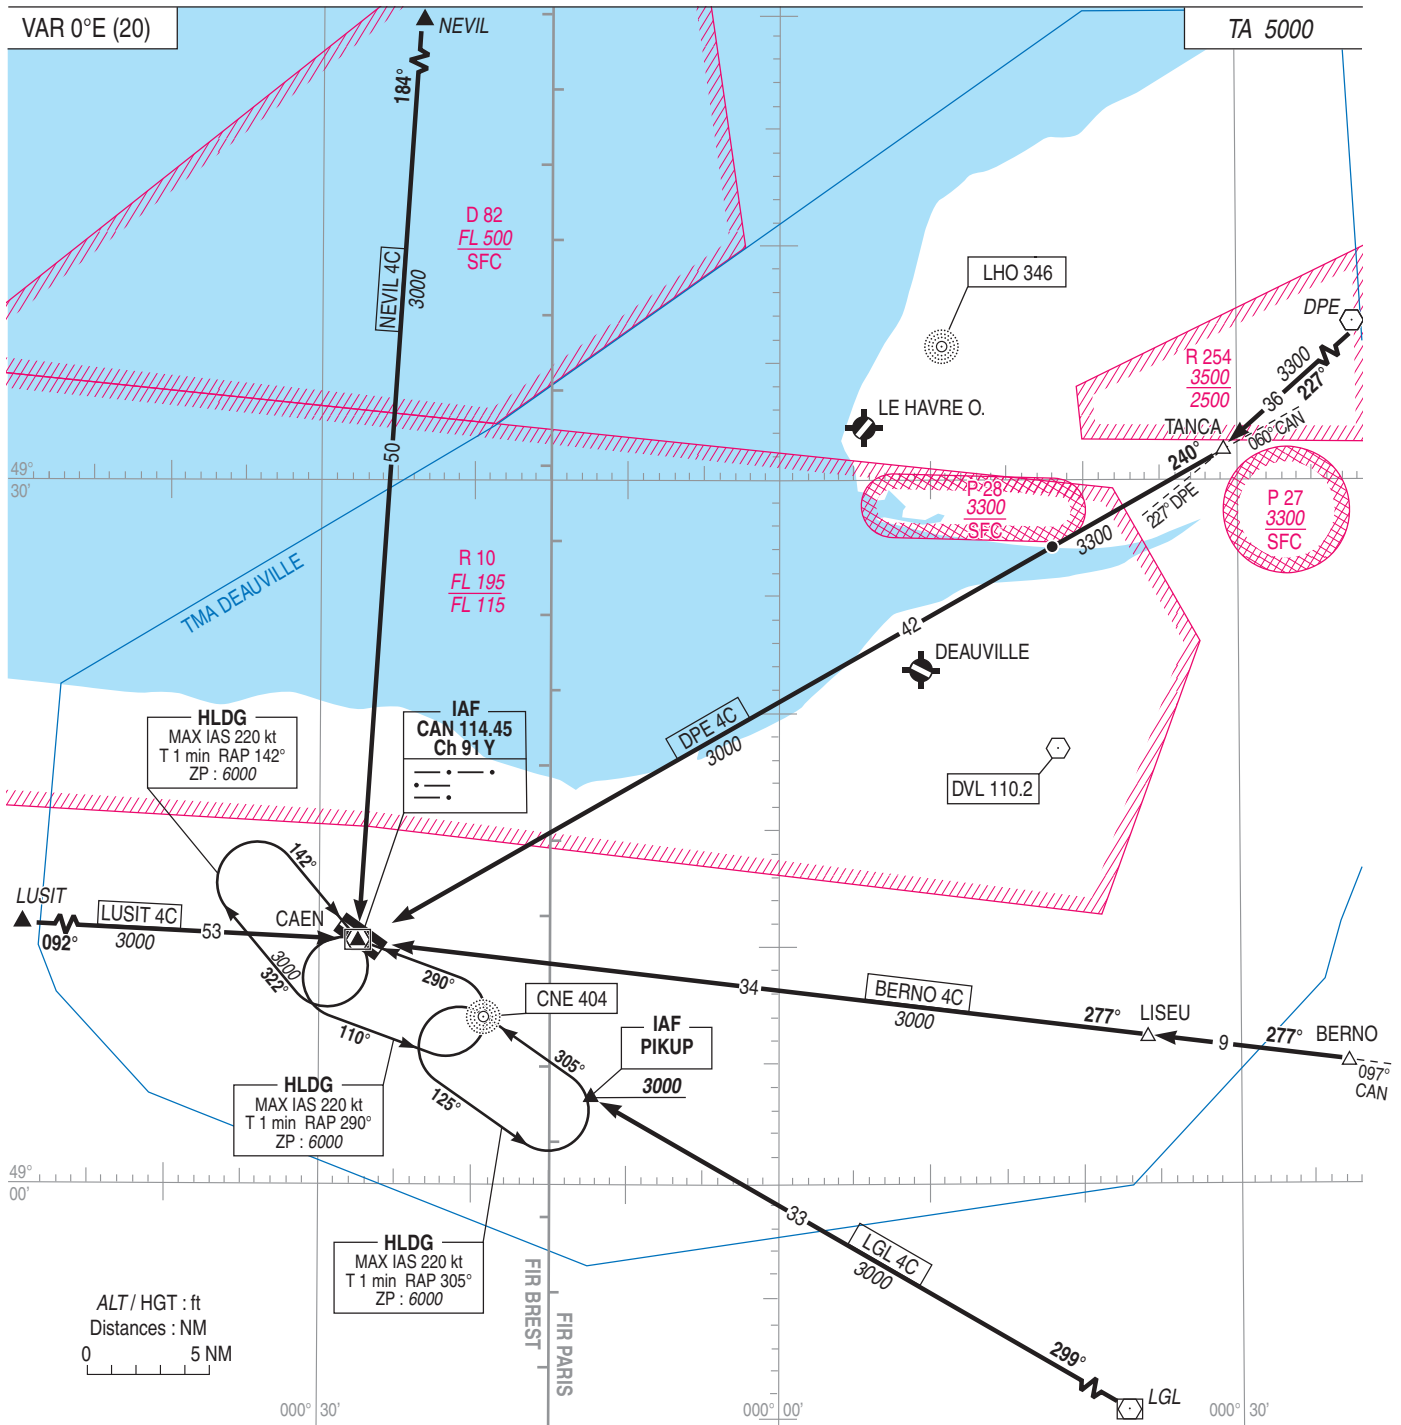 VAR 0°E (20)
NEVIL
TA 5000
184°
D 82
FL 500
SFC
NEVIL 4C
3000
LHO 346
DPE
R 254
3500
2500
3300
227°
36
LE HAVRE O.
TANCA
060° CAN
240°
227° DPE
50
49°
30'
P 28
3300
SFC
P 27
3300
SFC
3300
R 10
FL 195
FL 115
TMA DEAUVILLE
42
DEAUVILLE
HLDG
MAX IAS 220 kt
T 1 min RAP 142°
ZP : 6000
IAF
CAN 114.45
Ch 91 Y
DPE 4C
3000
DVL 110.2
142°
LUSIT
LUSIT 4C
3000
092°
53
CAEN
3000
322°
290°
CNE 404
34
BERNO 4C
3000
277°
LISEU
9
277°
BERNO
097°
CAN
110°
IAF
PIKUP
3000
305°
125°
HLDG
MAX IAS 220 kt
T 1 min RAP 290°
ZP : 6000
49°
00'
33
LGL 4C
3000
HLDG
MAX IAS 220 kt
T 1 min RAP 305°
ZP : 6000
FIR BREST
FIR PARIS
ALT / HGT : ft
Distances : NM
0 5 NM
299°
LGL
000° 30'
000° 00'
000° 30'